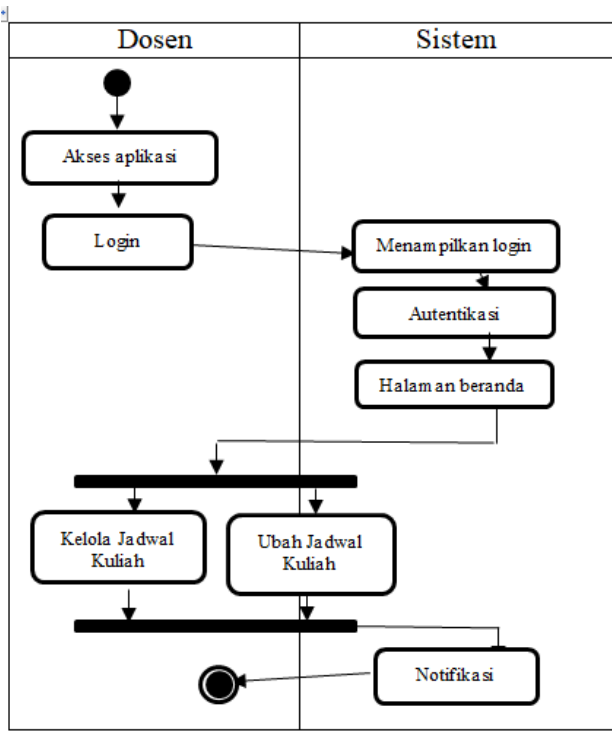 Dosen
Sistem
Akses aplikasi
Login
Menampilkan login
Autentikasi
Halaman beranda
Kelola Jadwal
Kuliah
Ubah Jadwal
Kuliah
Notifikasi